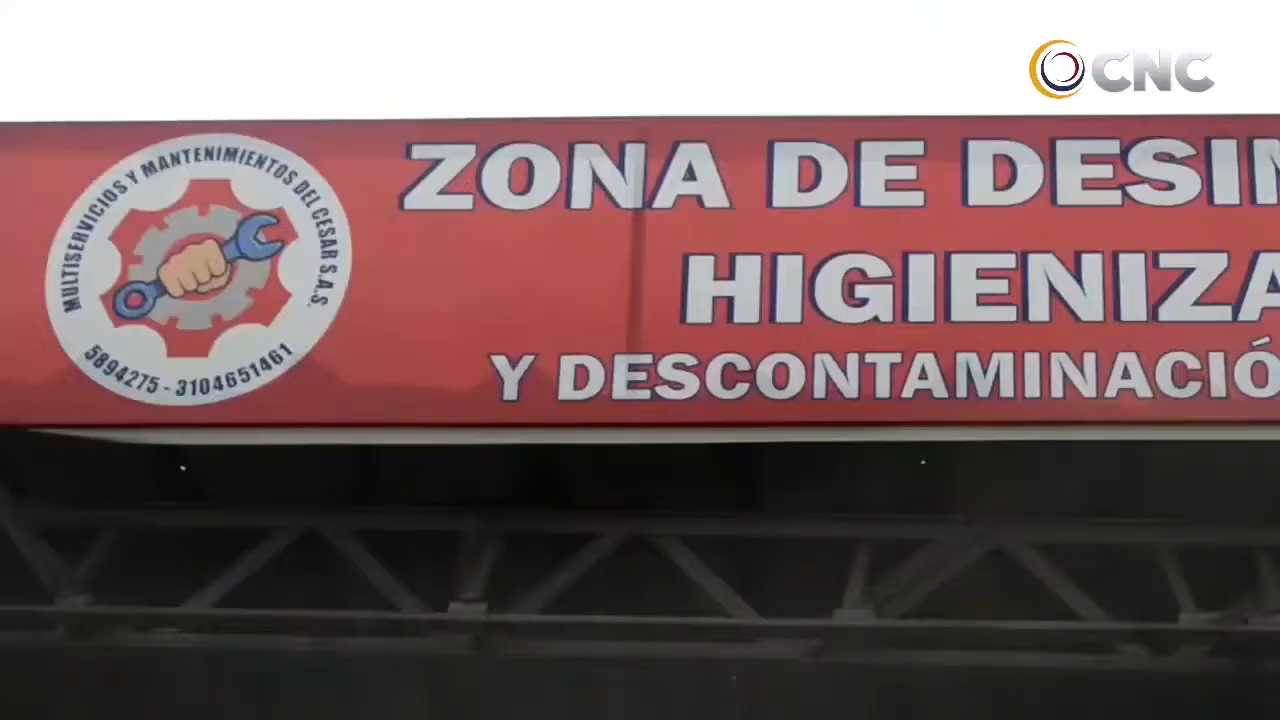 CNC
MULTISERVICIOS Y MANTENIMIENTOS DEL CESAR S.A.S.
5894275 - 3104651461
ZONA DE DESIN
HIGIENIZA
Y DESCONTAMINACIÓ